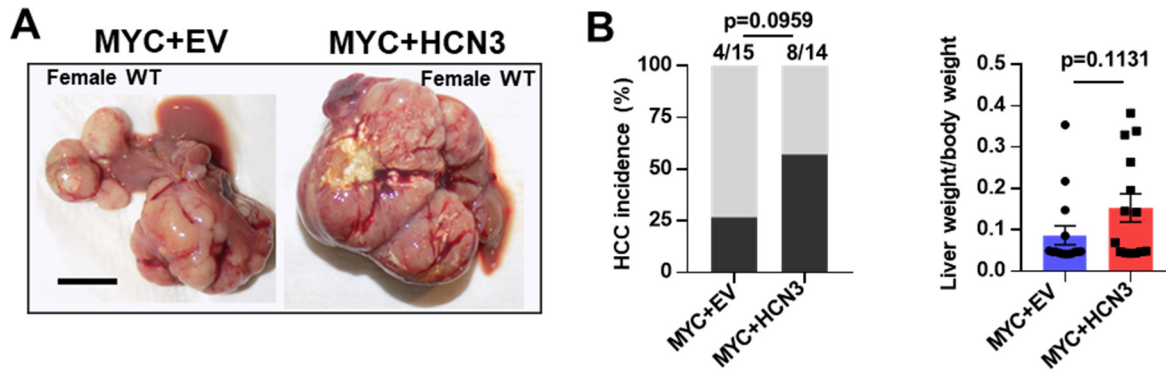 A
MYC+EV
MYC+HCN3
Female WT
Female WT
B
p=0.0959
4/15
8/14
HCC incidence (%)
100
75
50
25
0
MYC+EV
MYC+HCN3
p=0.1131
Liver weight/body weight
0.5
0.4
0.3
0.2
0.1
0.0
MYC+EV
MYC+HCN3